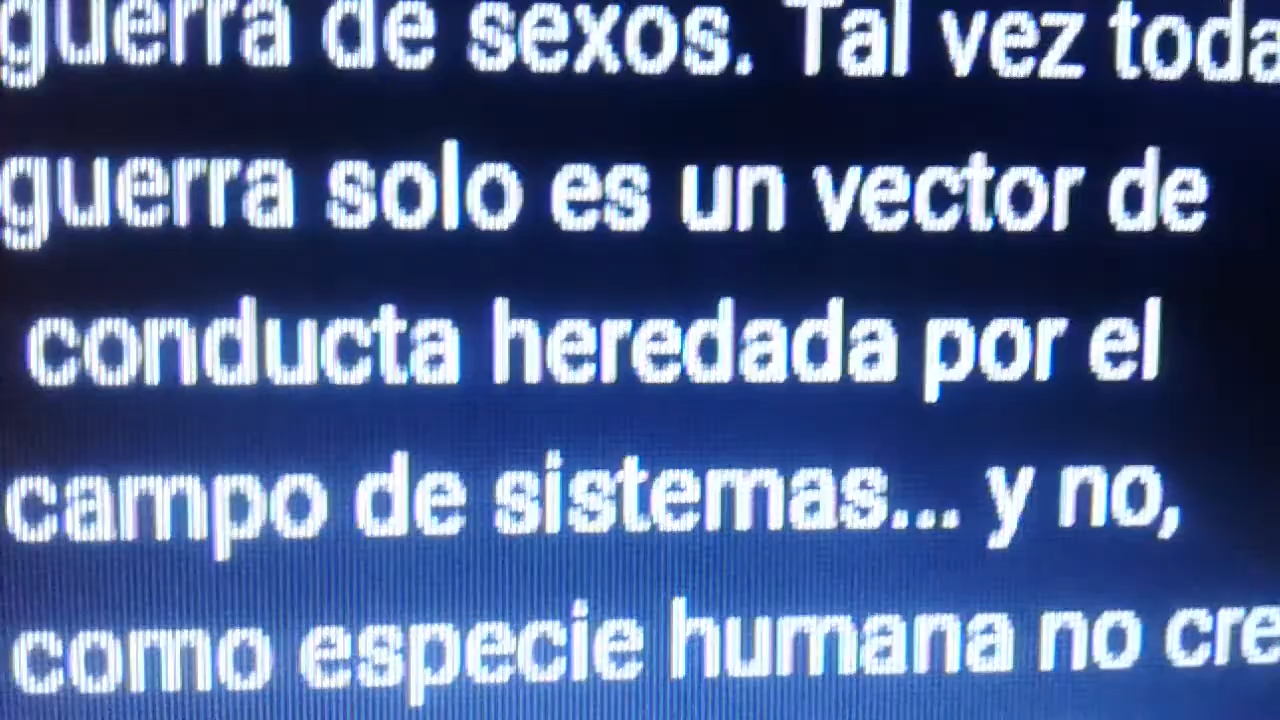 guerra de sexos. Tal vez toda
guerra solo es un vector de
conducta heredada por el
campo de sistemas... y no,
como especie humana no cre